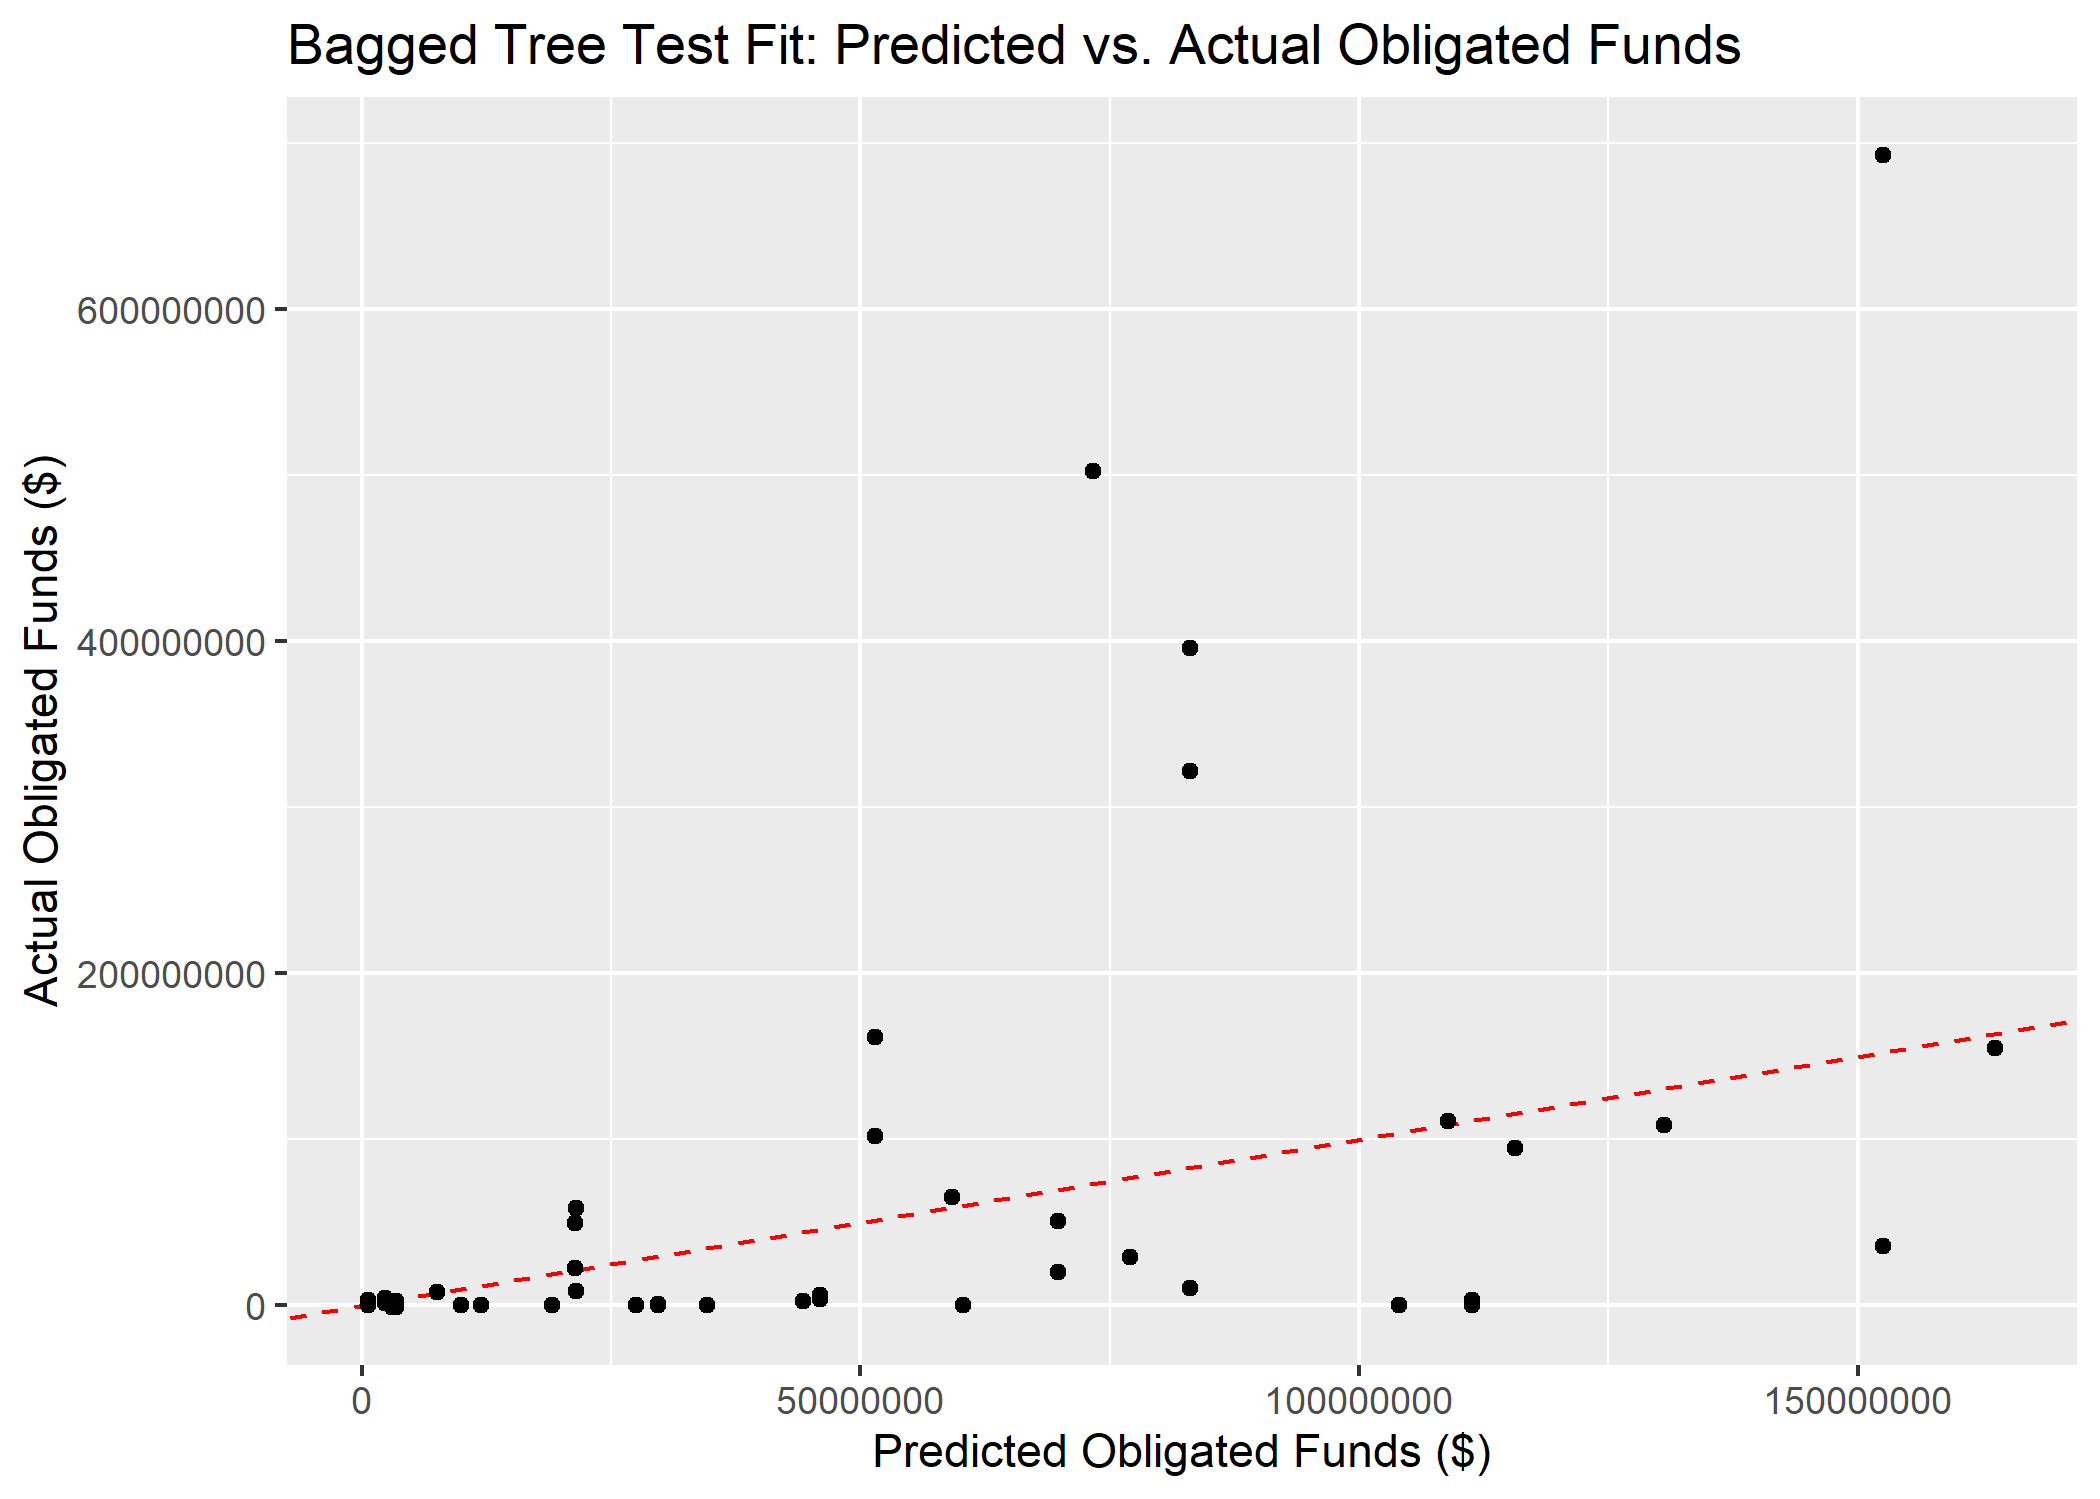 Bagged Tree Test Fit: Predicted vs. Actual Obligated Funds
Actual Obligated Funds ($)
600000000
400000000
200000000
0
0
50000000
100000000
150000000
Predicted Obligated Funds ($)